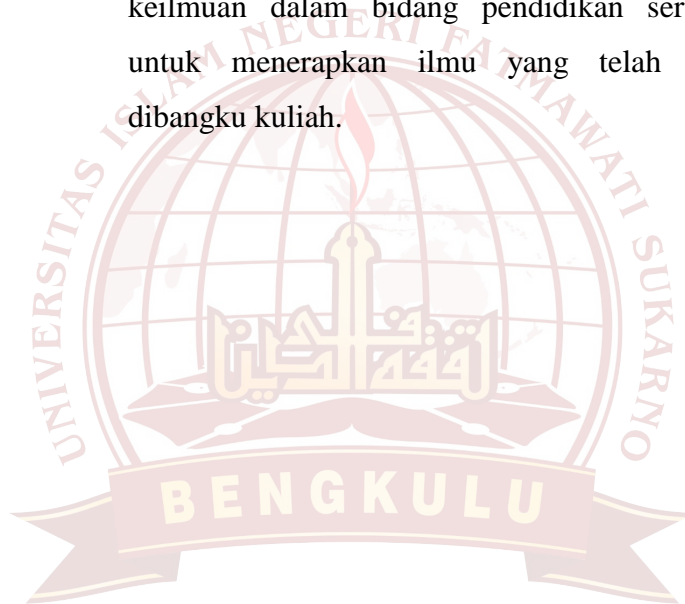 keilmuan dalam bidang pendidikan ser
untuk menerapkan ilmu yang telah
dibangku kuliah.
UNIVERSITAS ISLAM NEGERI FATMAWATI SUKARNO
BENGKULU